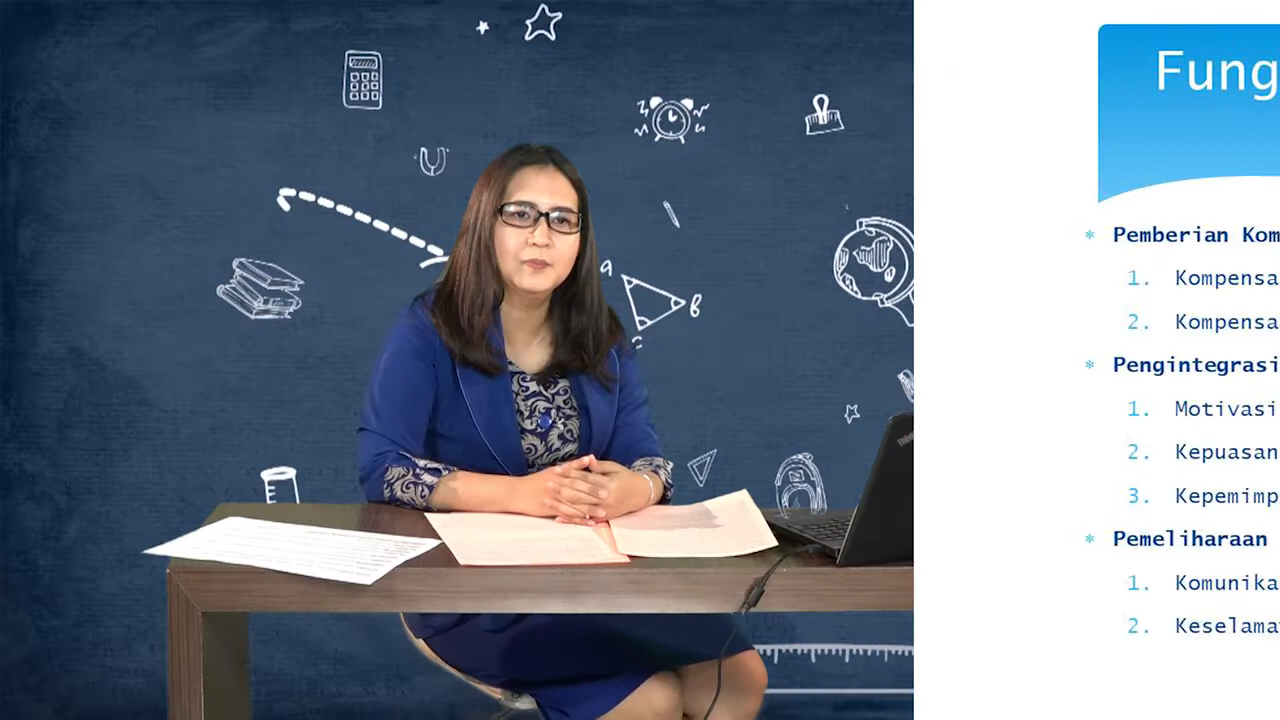 Fung
Pemberian Kom
1. Kompensa
2. Kompensa
Pengintegrasi
1. Motivasi
2. Kepuasan
3. Kepemimp
Pemeliharaan
1. Komunika
2. Keselama
a
B
c
Think